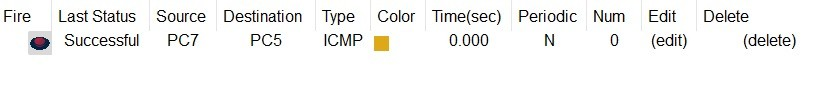 Fire Last Status Source Destination Type Color Time(sec) Periodic Num Edit Delete
Successful PC7 PC5 ICMP 0.000 N 0 (edit) (delete)